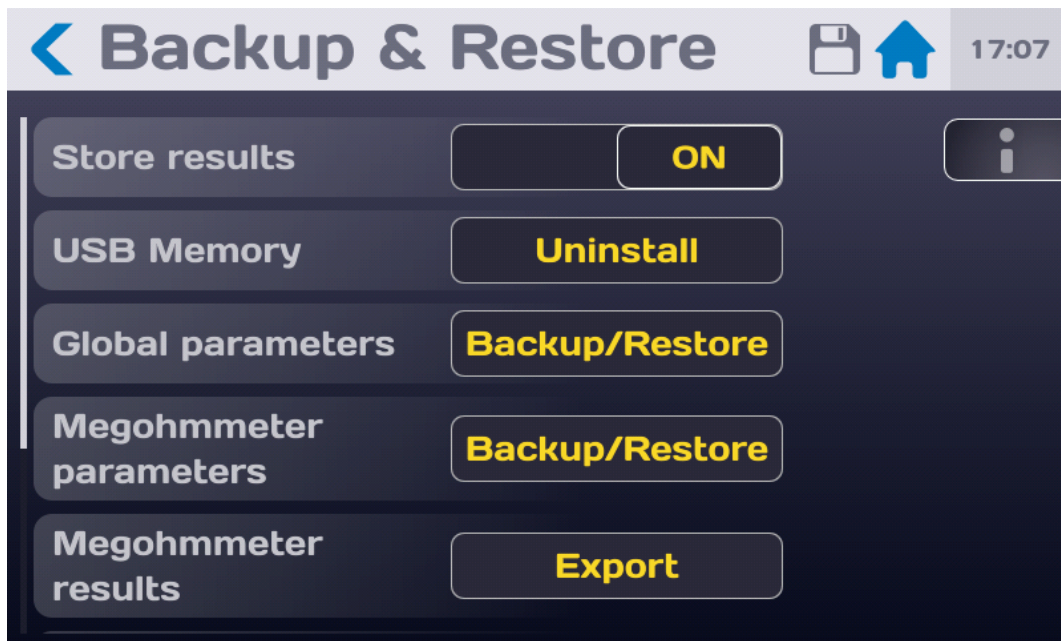 Backup & Restore
17:07
Store results
ON
USB Memory
Uninstall
Global parameters
Backup/Restore
Megohmmeter
parameters
Backup/Restore
Megohmmeter
results
Export